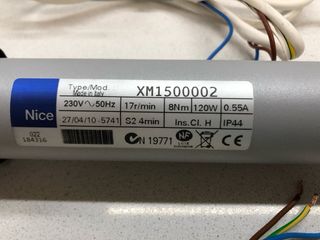 Type/Mod. XM1500002
Made in Italy
230V~50Hz 17r/min 8Nm 120W 0.55A
Nice 27/04/10-5741 S2 4min Ins.Cl. H IP44
022
184316
N 19771 NF CE